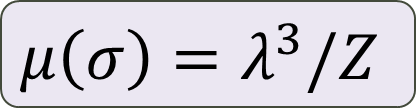 μ(σ) = λ³/Z